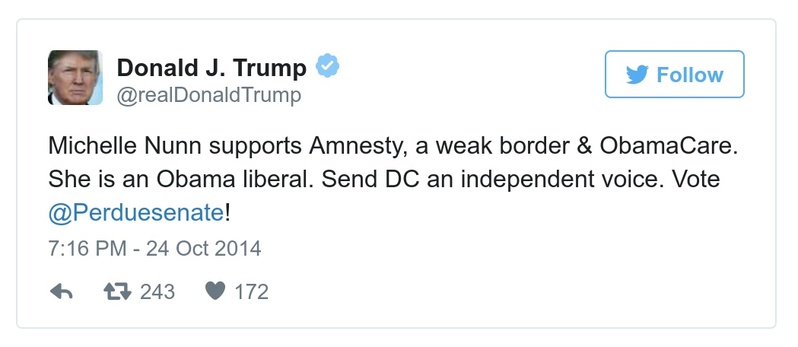 Donald J. Trump
@realDonaldTrump
Follow
Michelle Nunn supports Amnesty, a weak border & ObamaCare.
She is an Obama liberal. Send DC an independent voice. Vote
@Perduesenate!
7:16 PM - 24 Oct 2014
243 172